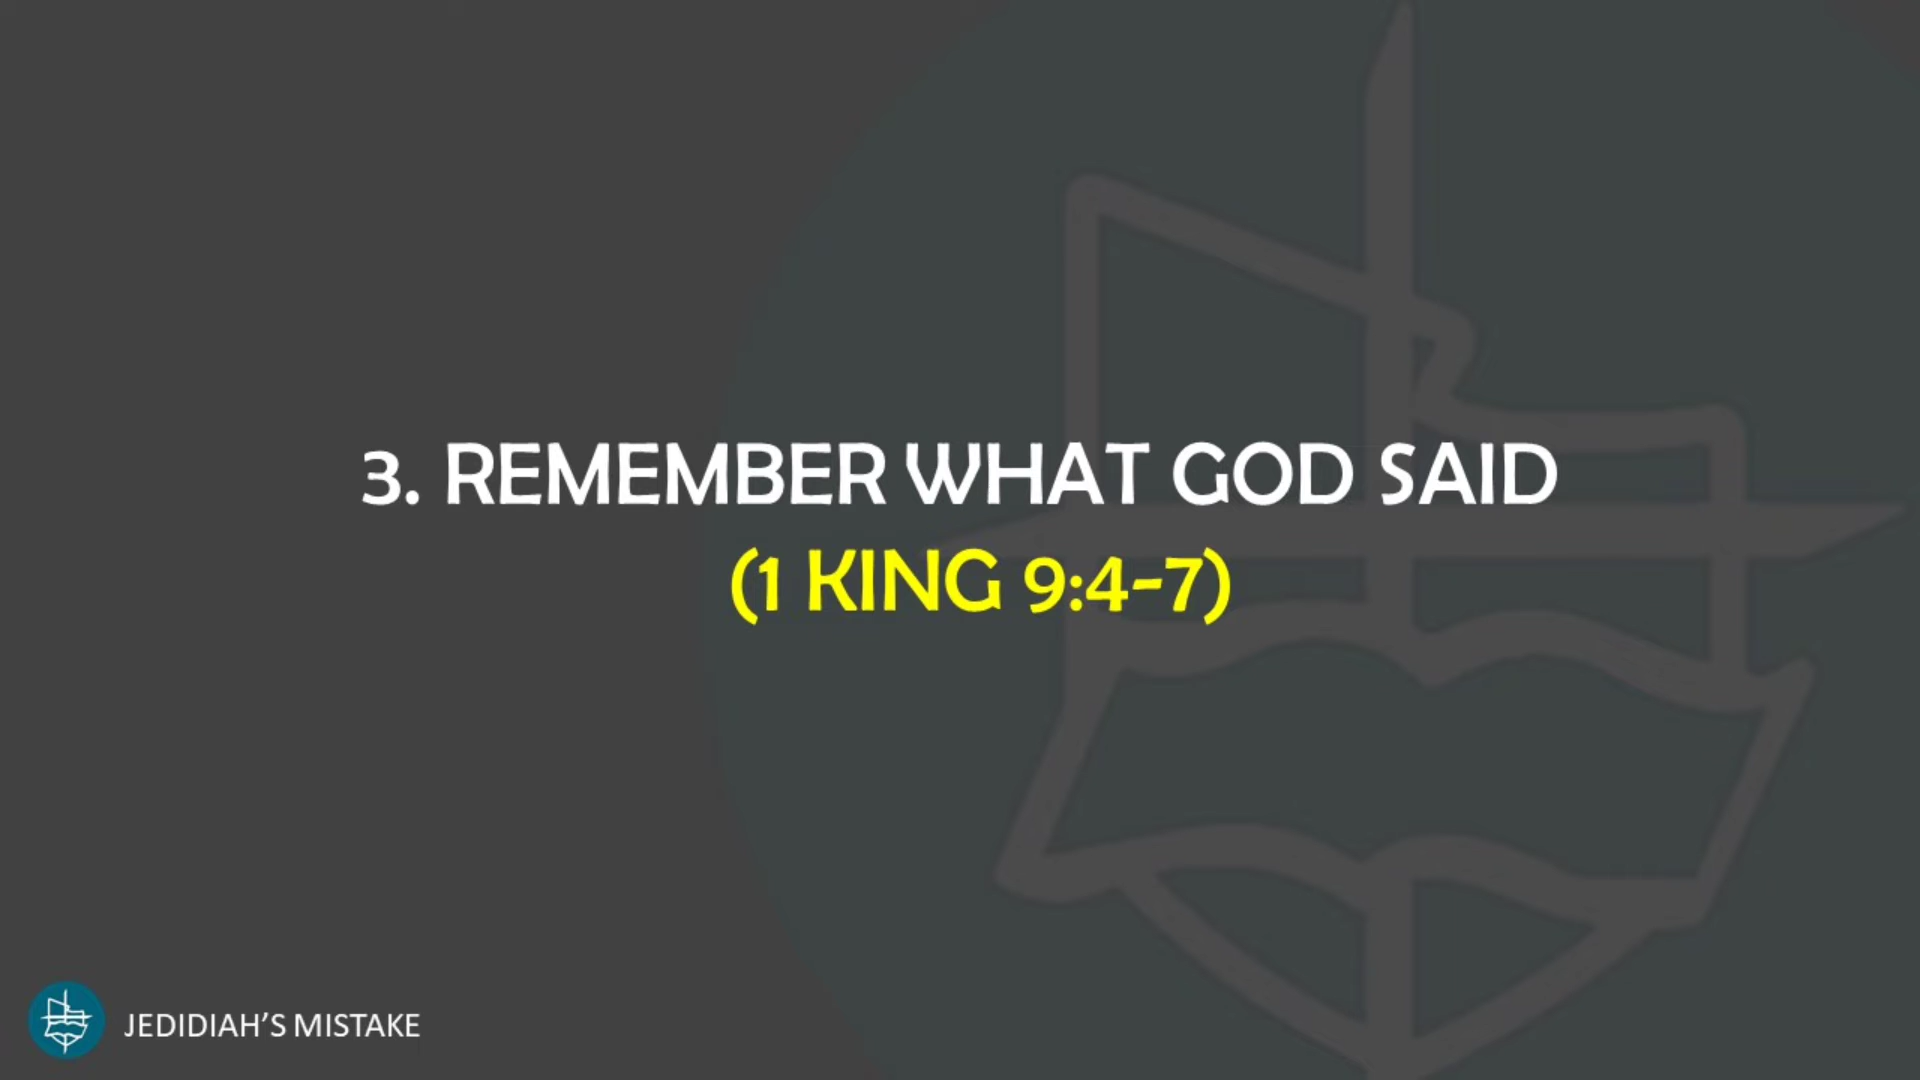 3. REMEMBER WHAT GOD SAID
(1 KING 9:4-7)
JEDIDIAH'S MISTAKE